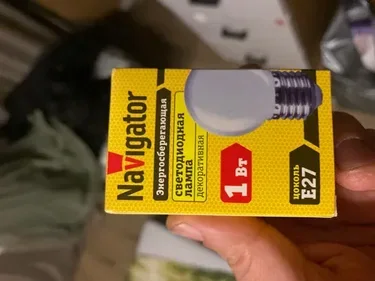 Navigator
Энергосберегающая
светодиодная
лампа
декоративная
1 Вт
цоколь
E27